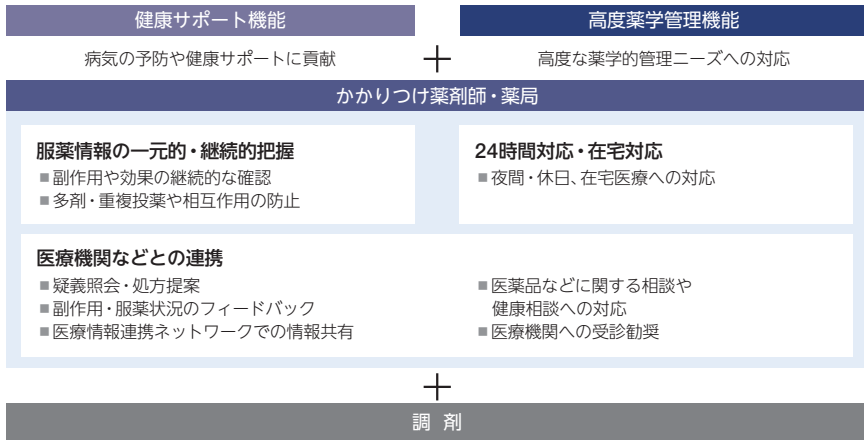 健康サポート機能
高度薬学管理機能
病気の予防や健康サポートに貢献
+
高度な薬学的管理ニーズへの対応
かかりつけ薬剤師・薬局
服薬情報の一元的・継続的把握
■副作用や効果の継続的な確認
■多剤・重複投薬や相互作用の防止
24時間対応・在宅対応
■夜間・休日、在宅医療への対応
医療機関などとの連携
■疑義照会・処方提案
■副作用・服薬状況のフィードバック
■医療情報連携ネットワークでの情報共有
■医薬品などに関する相談や
健康相談への対応
■医療機関への受診勧奨
+
調 剤